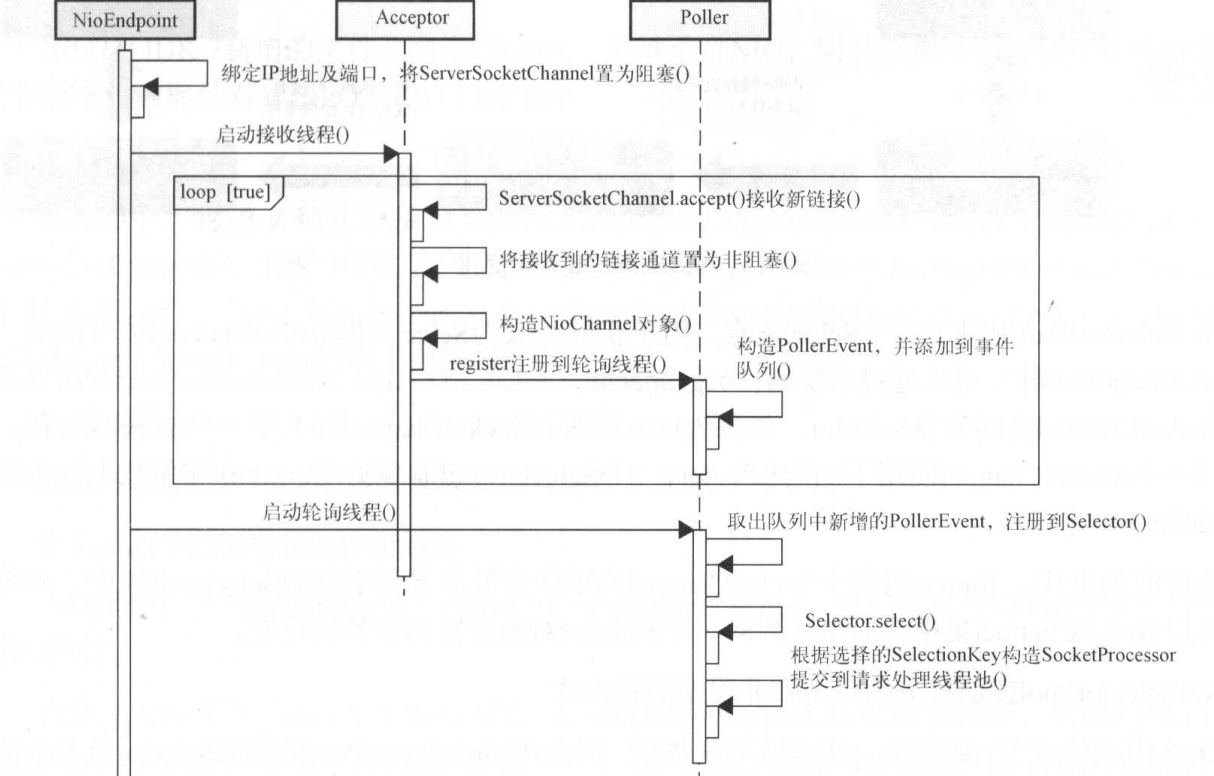 NioEndpoint
Acceptor
Poller
绑定IP地址及端口，将ServerSocketChannel置为阻塞()
启动接收线程()
loop [true]
ServerSocketChannel.accept()接收新链接()
将接收到的链接通道置为非阻塞()
构造NioChannel对象()
register注册到轮询线程()
构造PollerEvent，并添加到事件
队列()
启动轮询线程()
取出队列中新增的PollerEvent，注册到Selector()
Selector.select()
根据选择的SelectionKey构造SocketProcessor
提交到请求处理线程池()